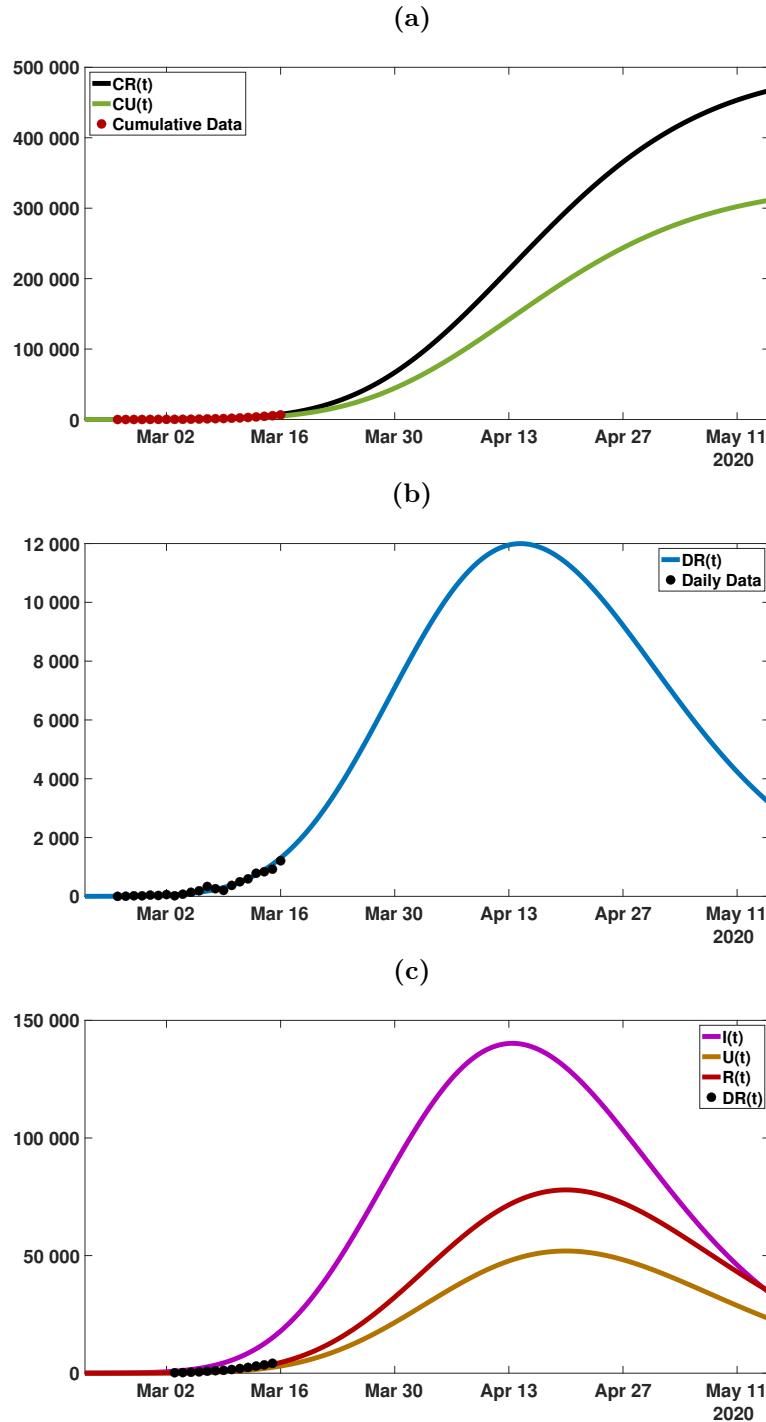 (a)
500 000
400 000
300 000
200 000
100 000
0
CR(t)
CU(t)
Cumulative Data
Mar 02 Mar 16 Mar 30 Apr 13 Apr 27 May 11
2020
(b)
12 000
10 000
8 000
6 000
4 000
2 000
0
DR(t)
Daily Data
Mar 02 Mar 16 Mar 30 Apr 13 Apr 27 May 11
2020
(c)
150 000
100 000
50 000
0
I(t)
U(t)
R(t)
DR(t)
Mar 02 Mar 16 Mar 30 Apr 13 Apr 27 May 11
2020